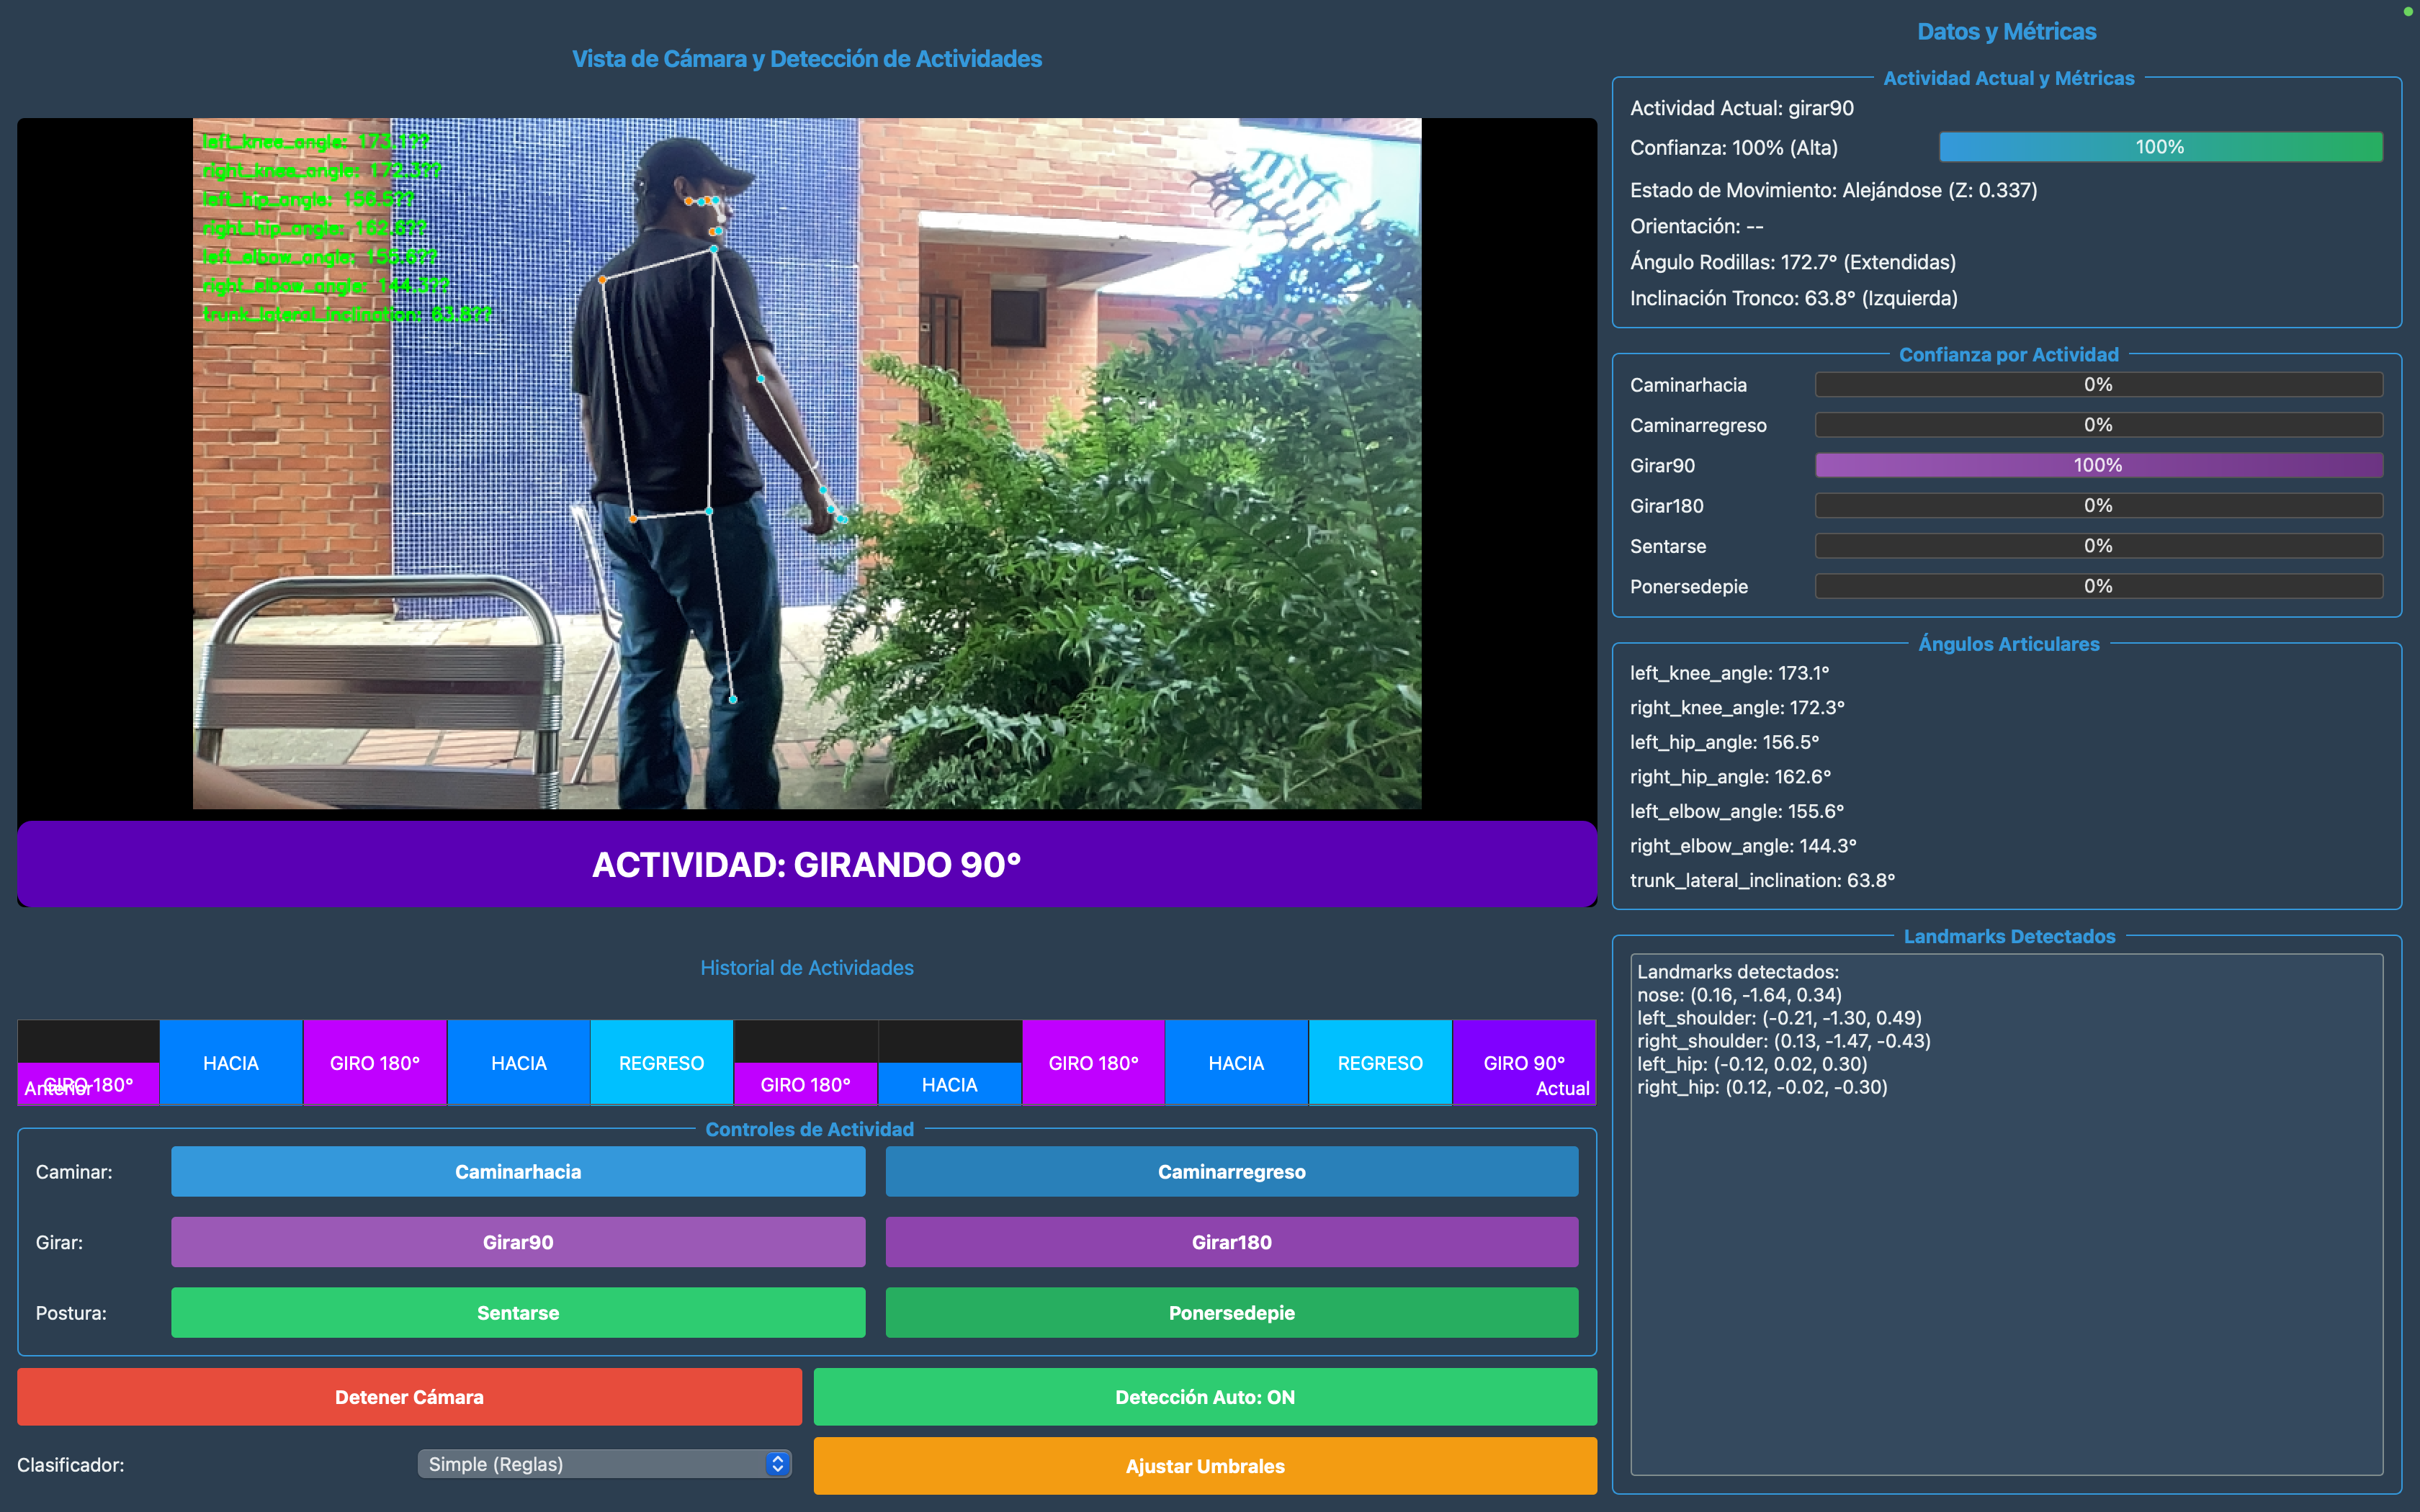 Vista de Cámara y Detección de Actividades
left_knee_angle: 173.1??
right_knee_angle: 172.3??
left_hip_angle: 156.5??
right_hip_angle: 162.6??
left_elbow_angle: 155.6??
right_elbow_angle: 144.3??
trunk_lateral_inclination: 63.8??
ACTIVIDAD: GIRANDO 90°
Historial de Actividades
GIRO 180°
HACIA
GIRO 180°
HACIA
REGRESO
GIRO 180°
HACIA
GIRO 180°
HACIA
REGRESO
GIRO 90°
Anterior
Actual
Controles de Actividad
Caminar:
Caminarhacia
Caminarregreso
Girar:
Girar90
Girar180
Postura:
Sentarse
Ponersedepie
Detener Cámara
Detección Auto: ON
Clasificador:
Simple (Reglas)
Ajustar Umbrales
Datos y Métricas
Actividad Actual y Métricas
Actividad Actual: girar90
Confianza: 100% (Alta)
100%
Estado de Movimiento: Alejándose (Z: 0.337)
Orientación: --
Ángulo Rodillas: 172.7° (Extendidas)
Inclinación Tronco: 63.8° (Izquierda)
Confianza por Actividad
Caminarhacia 0%
Caminarregreso 0%
Girar90 100%
Girar180 0%
Sentarse 0%
Ponersedepie 0%
Ángulos Articulares
left_knee_angle: 173.1°
right_knee_angle: 172.3°
left_hip_angle: 156.5°
right_hip_angle: 162.6°
left_elbow_angle: 155.6°
right_elbow_angle: 144.3°
trunk_lateral_inclination: 63.8°
Landmarks Detectados
Landmarks detectados:
nose: (0.16, -1.64, 0.34)
left_shoulder: (-0.21, -1.30, 0.49)
right_shoulder: (0.13, -1.47, -0.43)
left_hip: (-0.12, 0.02, 0.30)
right_hip: (0.12, -0.02, -0.30)